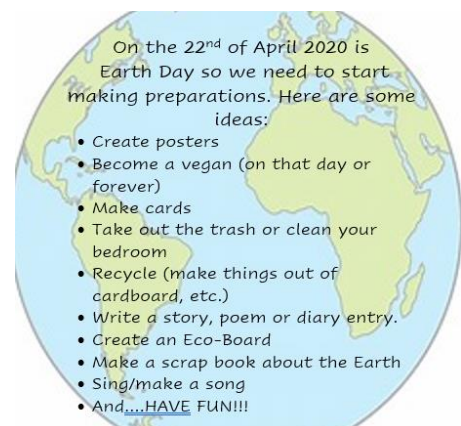 On the 22nd of April 2020 is
Earth Day so we need to start
making preparations. Here are some
ideas:
• Create posters
• Become a vegan (on that day or
forever)
• Make cards
• Take out the trash or clean your
bedroom
• Recycle (make things out of
cardboard, etc.)
• Write a story, poem or diary entry.
• Create an Eco-Board
• Make a scrap book about the Earth
• Sing/make a song
• And....HAVE FUN!!!